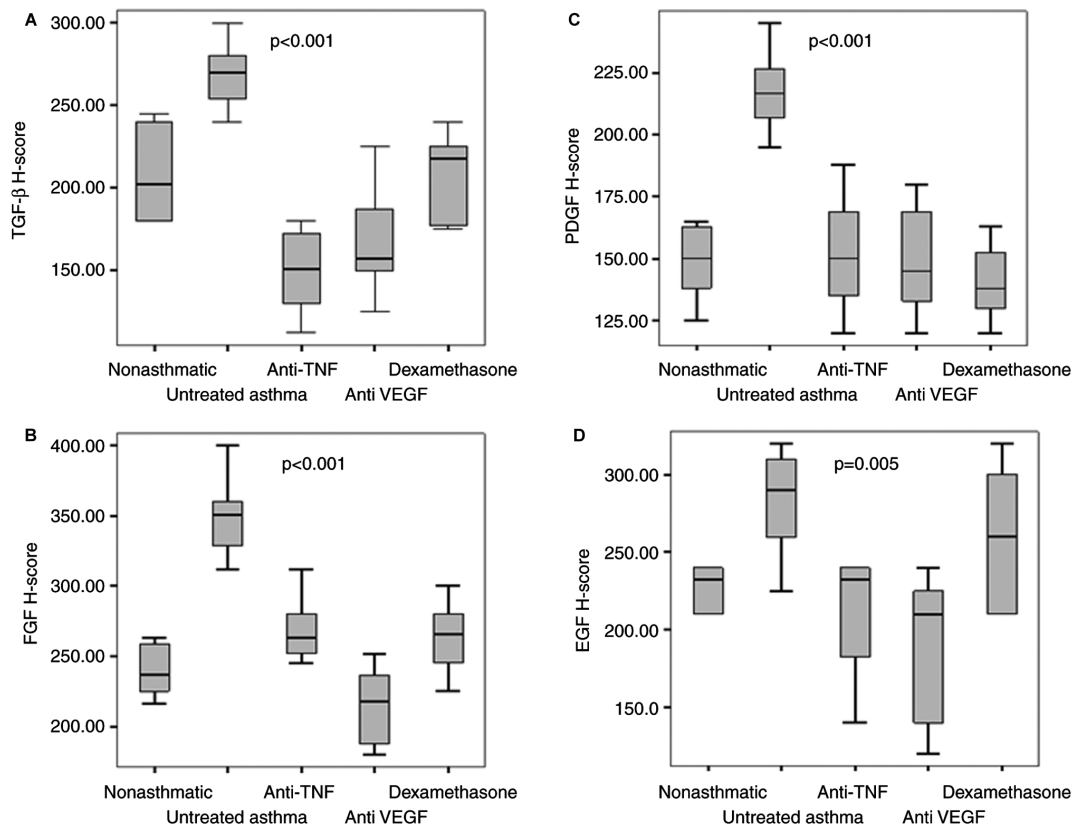 A
TGF-β H-score
300.00
250.00
200.00
150.00
p<0.001
Nonasthmatic
Untreated asthma
Anti-TNF
Anti VEGF
Dexamethasone
C
PDGF H-score
225.00
200.00
175.00
150.00
125.00
p<0.001
Nonasthmatic
Untreated asthma
Anti-TNF
Anti VEGF
Dexamethasone
B
FGF H-score
400.00
350.00
300.00
250.00
200.00
p<0.001
Nonasthmatic
Untreated asthma
Anti-TNF
Anti VEGF
Dexamethasone
D
EGF H-score
300.00
250.00
200.00
150.0
p=0.005
Nonasthmatic
Untreated asthma
Anti-TNF
Anti VEGF
Dexamethasone